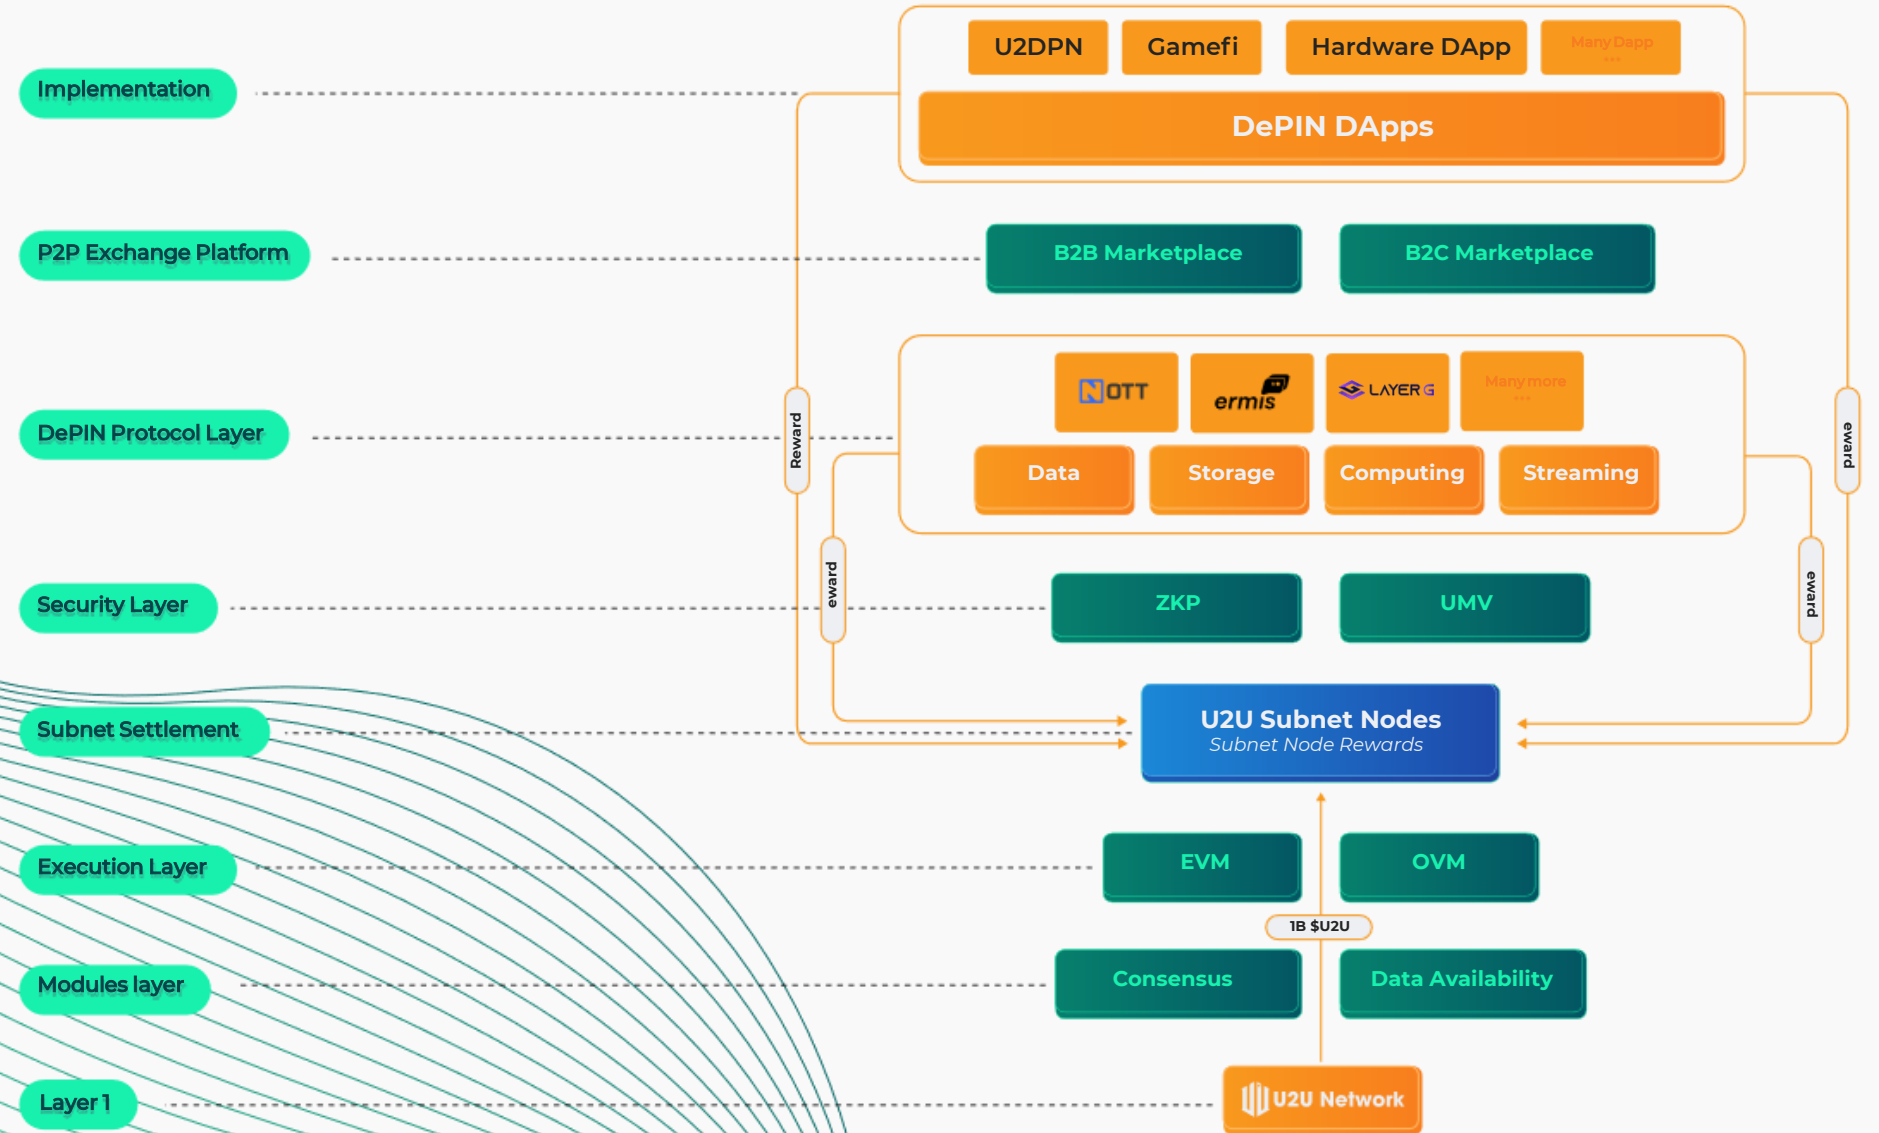 U2DPN
Gamefi
Hardware DApp
Many Dapp
...
Implementation
DePIN DApps
P2P Exchange Platform
B2B Marketplace
B2C Marketplace
NOTT
ermis
LAYERG
Many more
...
DePIN Protocol Layer
Reward
eward
Data
Storage
Computing
Streaming
Security Layer
eward
ZKP
UMV
eward
Subnet Settlement
U2U Subnet Nodes
Subnet Node Rewards
Execution Layer
EVM
OVM
1B $U2U
Modules layer
Consensus
Data Availability
Layer 1
U2U Network